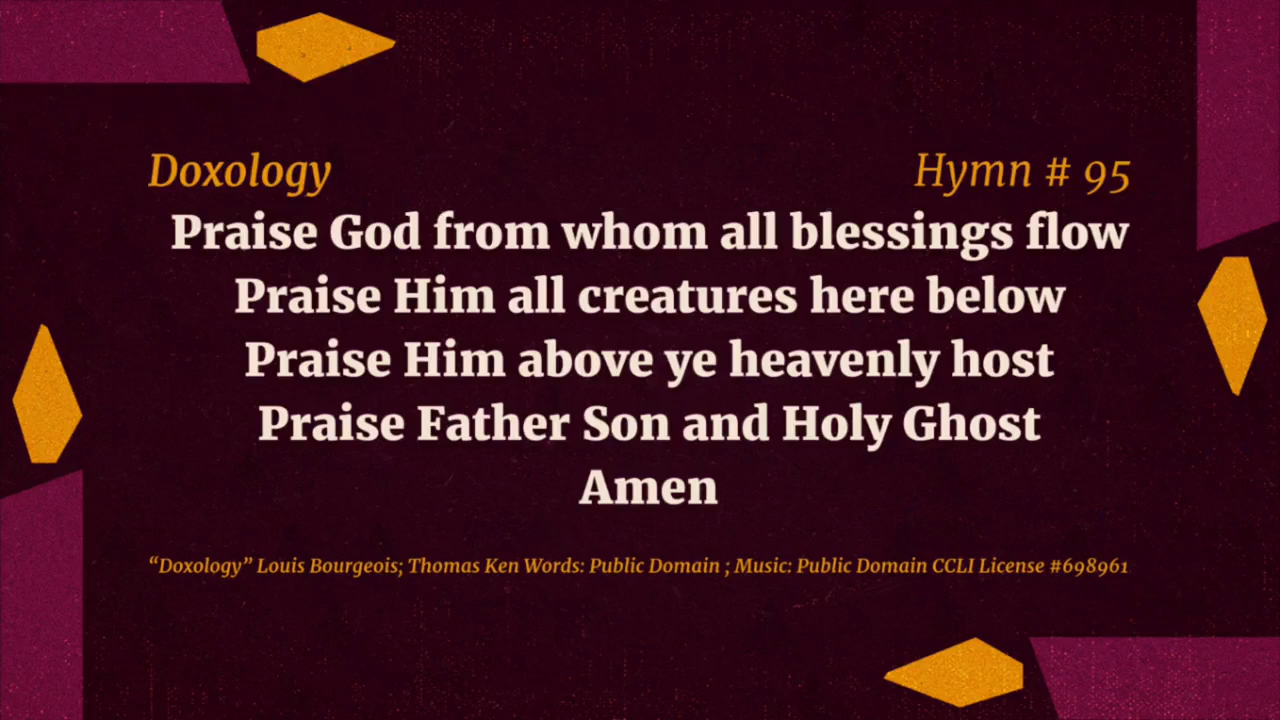 Doxology Hymn # 95
Praise God from whom all blessings flow
Praise Him all creatures here below
Praise Him above ye heavenly host
Praise Father Son and Holy Ghost
Amen
“Doxology” Louis Bourgeois; Thomas Ken Words: Public Domain ; Music: Public Domain CCLI License #698961